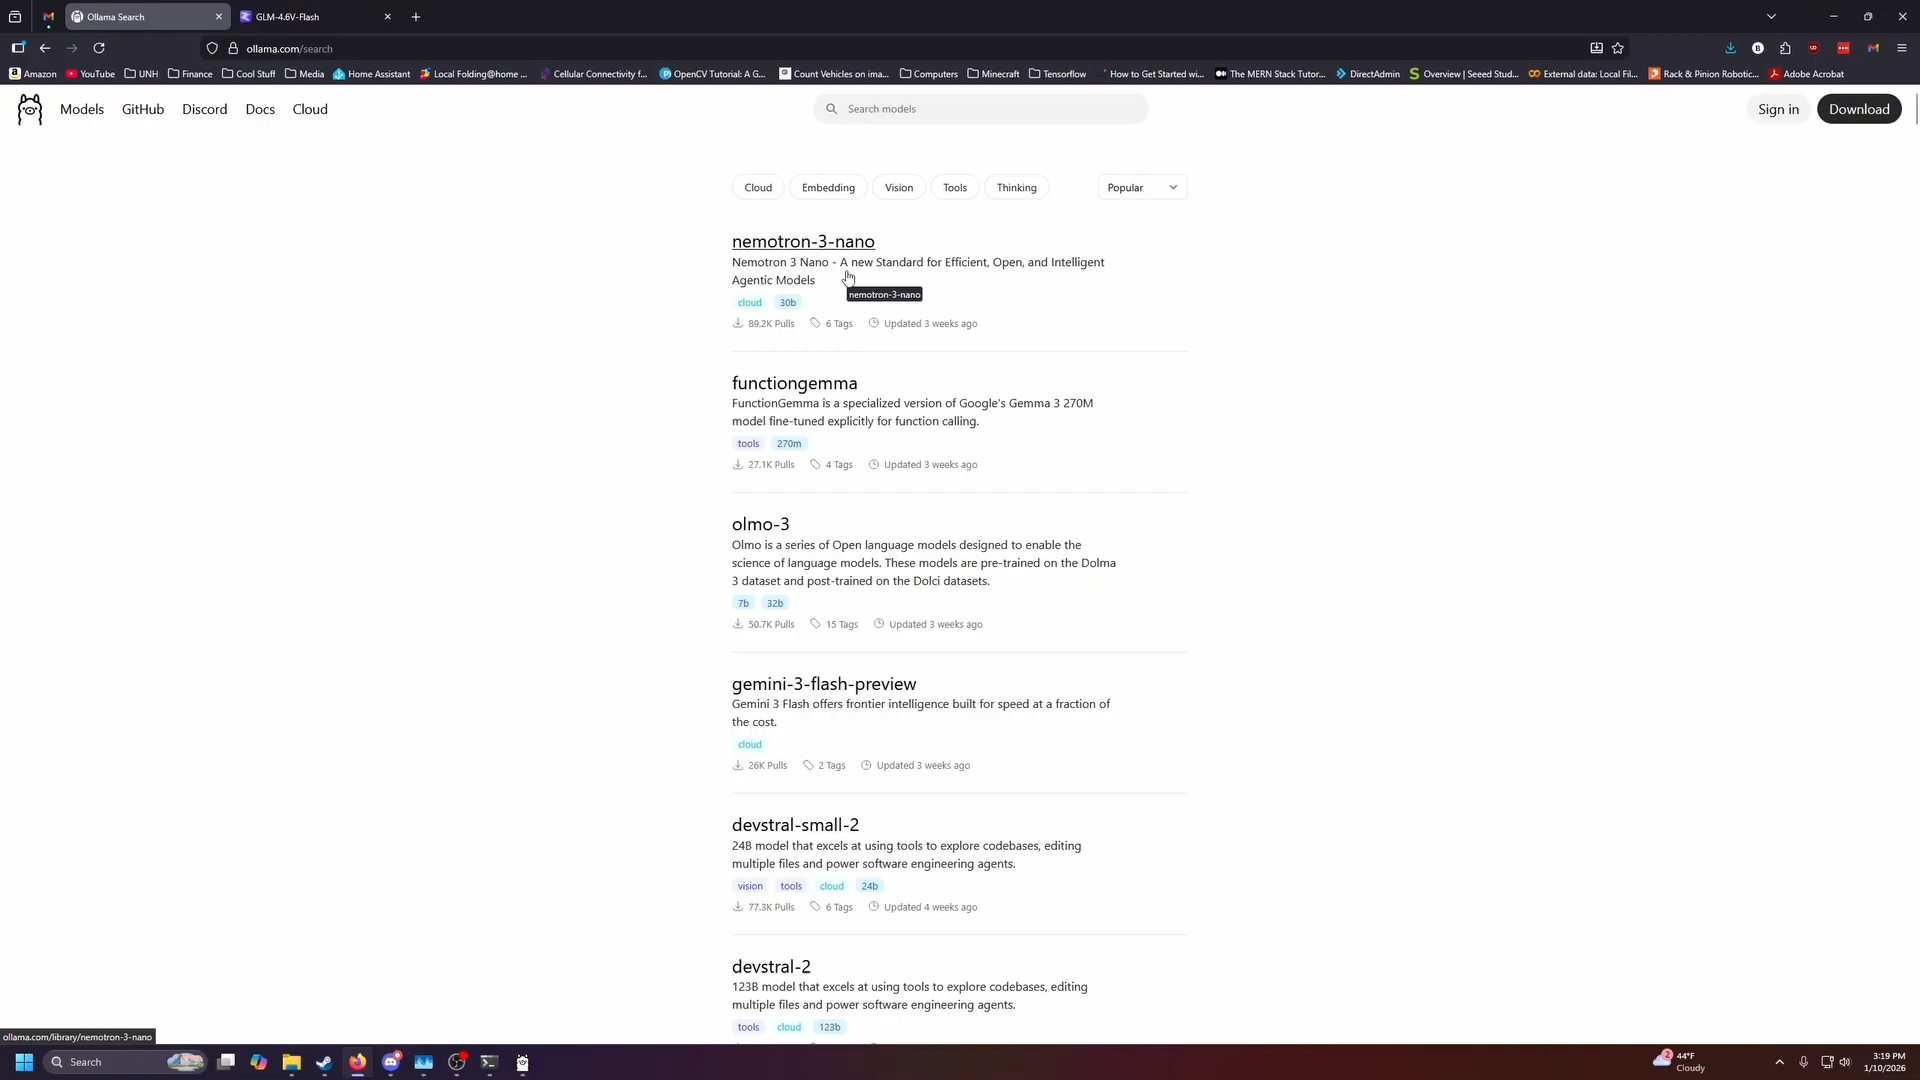 Ollama Search
GLM-4.6V-Flash
ollama.com/search
Amazon
YouTube
UNH
Finance
Cool Stuff
Media
Home Assistant
Local Folding@home ...
Cellular Connectivity f...
OpenCV Tutorial: A G...
Count Vehicles on ima...
Computers
Minecraft
Tensorflow
How to Get Started wi...
The MERN Stack Tutor...
DirectAdmin
Overview | Seeed Stud...
External data: Local Fil...
Rack & Pinion Robotic...
Adobe Acrobat
Models
GitHub
Discord
Docs
Cloud
Search models
Sign in
Download
Cloud
Embedding
Vision
Tools
Thinking
Popular
nemotron-3-nano
Nemotron 3 Nano - A new Standard for Efficient, Open, and Intelligent
Agentic Models
nemotron-3-nano
cloud 30b
89.2K Pulls 6 Tags Updated 3 weeks ago
functiongemma
FunctionGemma is a specialized version of Google's Gemma 3 270M
model fine-tuned explicitly for function calling.
tools 270m
27.1K Pulls 4 Tags Updated 3 weeks ago
olmo-3
Olmo is a series of Open language models designed to enable the
science of language models. These models are pre-trained on the Dolma
3 dataset and post-trained on the Dolci datasets.
7b 32b
50.7K Pulls 15 Tags Updated 3 weeks ago
gemini-3-flash-preview
Gemini 3 Flash offers frontier intelligence built for speed at a fraction of
the cost.
cloud
26K Pulls 2 Tags Updated 3 weeks ago
devstral-small-2
24B model that excels at using tools to explore codebases, editing
multiple files and power software engineering agents.
vision tools cloud 24b
77.3K Pulls 6 Tags Updated 4 weeks ago
devstral-2
123B model that excels at using tools to explore codebases, editing
multiple files and power software engineering agents.
tools cloud 123b
ollama.com/library/nemotron-3-nano
Search
2
44°F
Cloudy
3:19 PM
1/10/2026